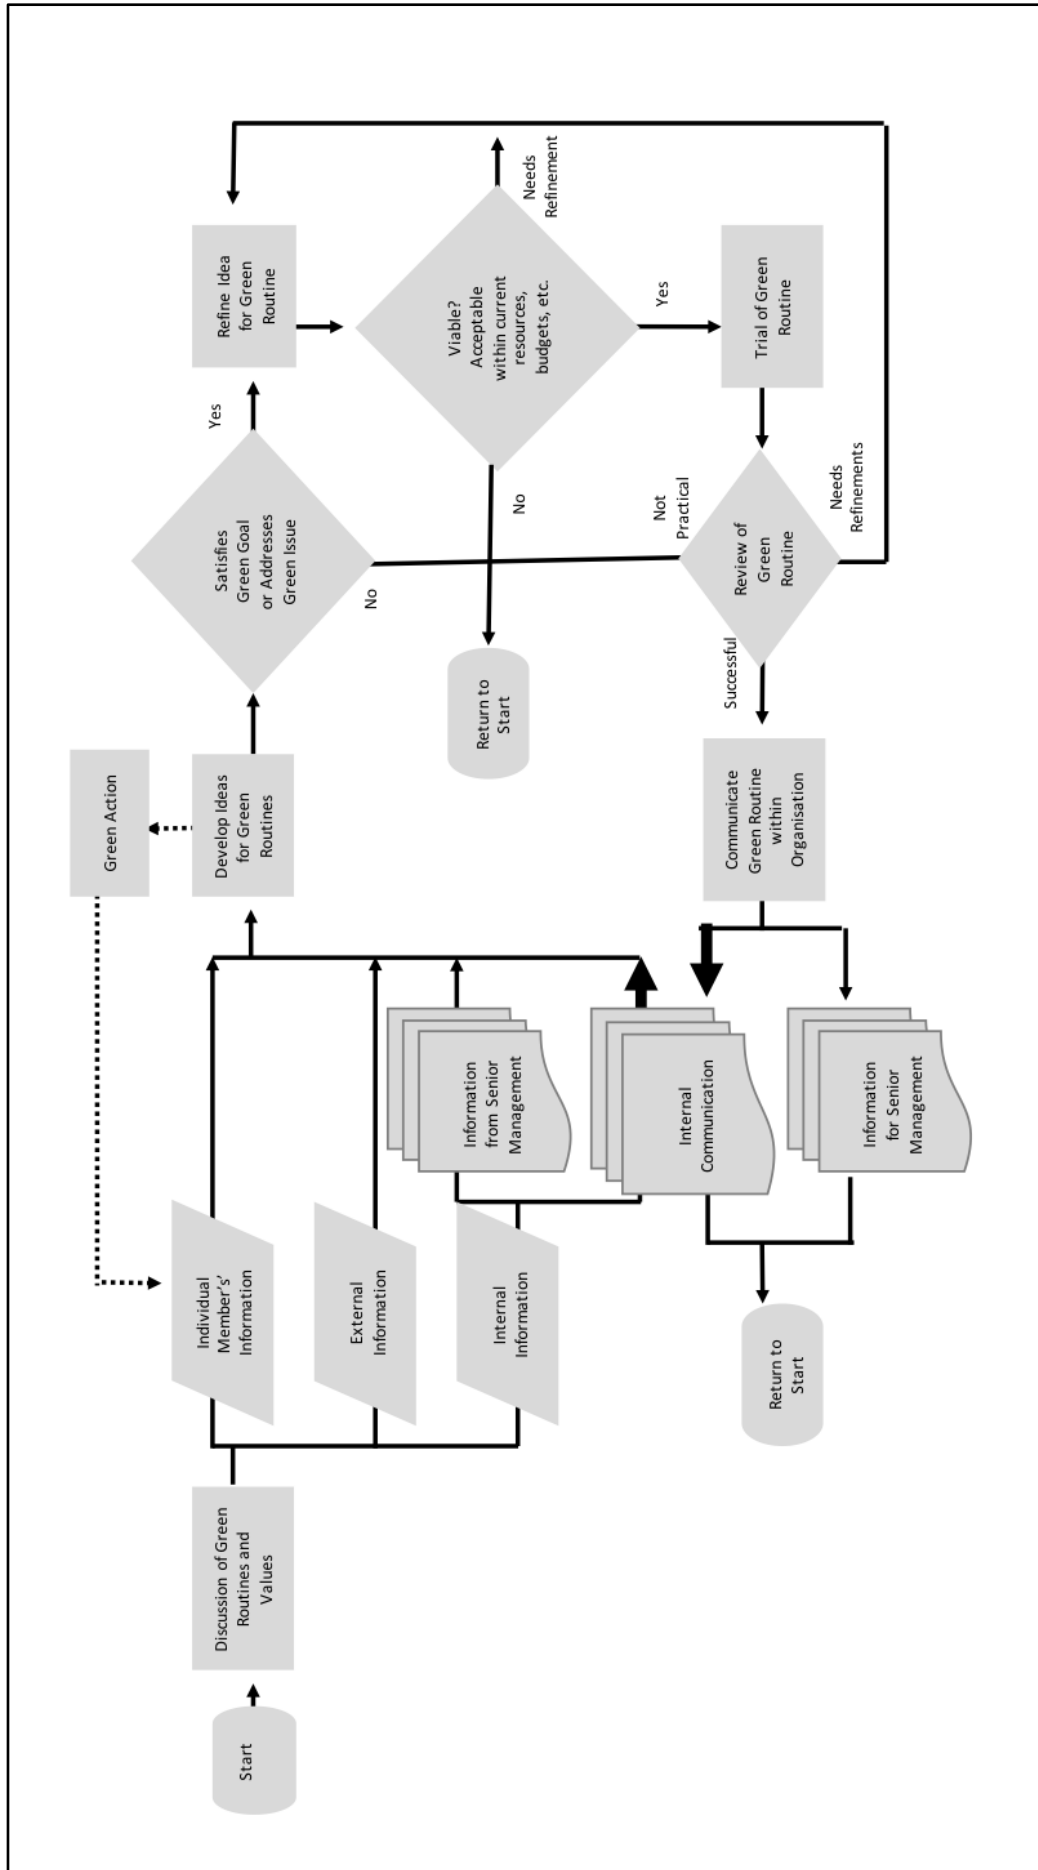 Start
Discussion of Green
Routines and
Values
Individual
Member's'
Information
External
Information
Internal
Information
Information
from Senior
Management
Internal
Communication
Information
for Senior
Management
Return to
Start
Green Action
Develop Ideas
for Green
Routines
Satisfies
Green Goal
or Addresses
Green Issue
Yes
No
Refine Idea
for Green
Routine
Viable?
Acceptable
within current
resources,
budgets, etc.
Needs
Refinement
No
Yes
Return to
Start
Trial of Green
Routine
Review of
Green
Routine
Not
Practical
Needs
Refinements
Successful
Communicate
Green Routine
within
Organisation